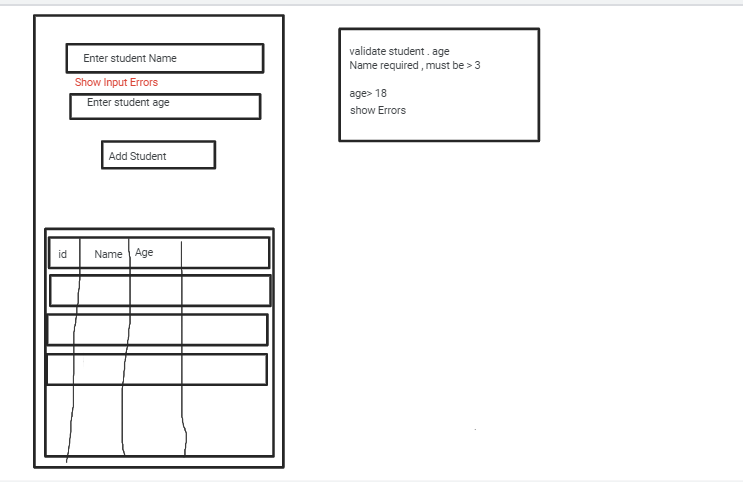 Enter student Name
Show Input Errors
Enter student age
Add Student
id Name Age
validate student . age
Name required , must be > 3
age> 18
show Errors